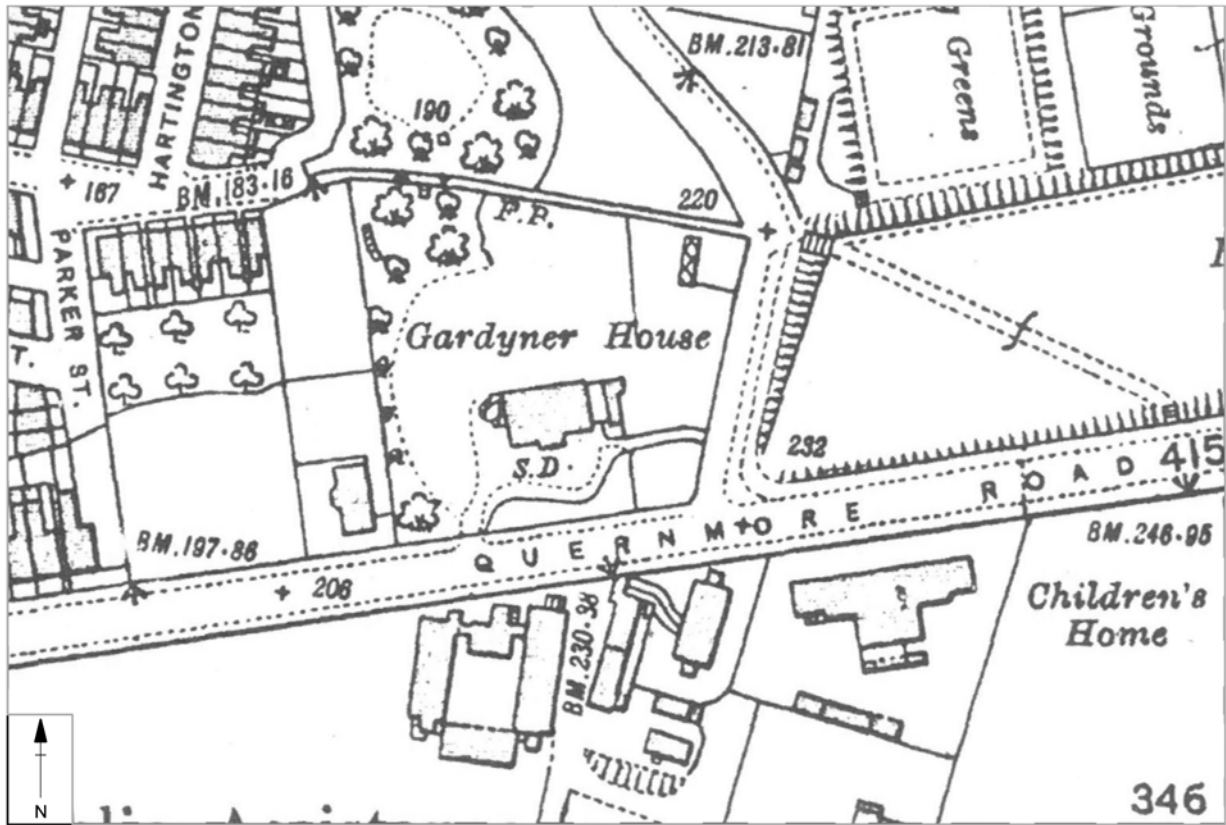 HARTINGTON
BM.213·81
Greens
Grounds
190
167
BM.183·16
F.P.
220
PARKER ST.
T.
Gardyner House
S.D.
232
QUERNMORE ROAD
415
BM.197·86
206
BM.246·95
BM.230·98
Children's
Home
346
N